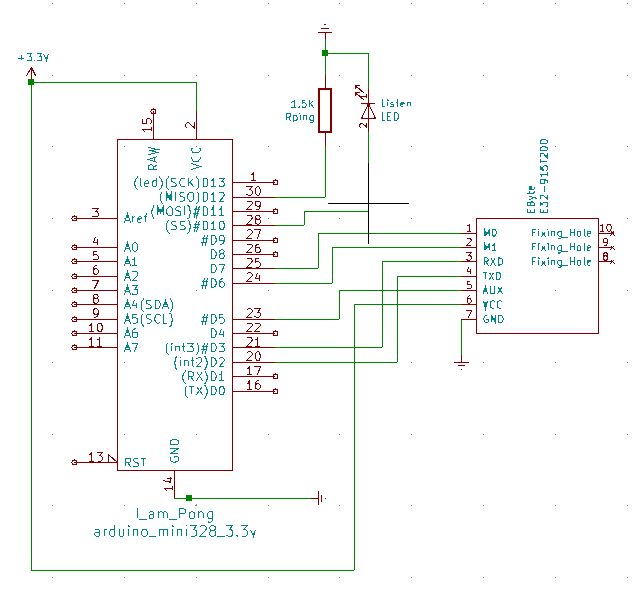 +3.3V
1.5k
Rping
1
2
Listen
LED
15
2
RAW
VCC
(led)(SCK)D13 1
(MISO)D12 30
(MOSI)#D11 29
(SS)#D10 28
#D9 27
D8 26
D7 25
#D6 24
#D5 23
D4 22
(int3)#D3 21
(int2)D2 20
(RX)D1 17
(TX)D0 16
3 Aref
4 A0
5 A1
6 A2
7 A3
8 A4(SDA)
9 A5(SCL)
10 A6
11 A7
13 RST
GND
14
I_am_Pong
arduino_mini328_3.3v
EByte
E32-915T20D
1 M0
2 M1
3 RXD
4 TXD
5 AUX
6 VCC
7 GND
Fixing_Hole 10
Fixing_Hole 9
Fixing_Hole 8